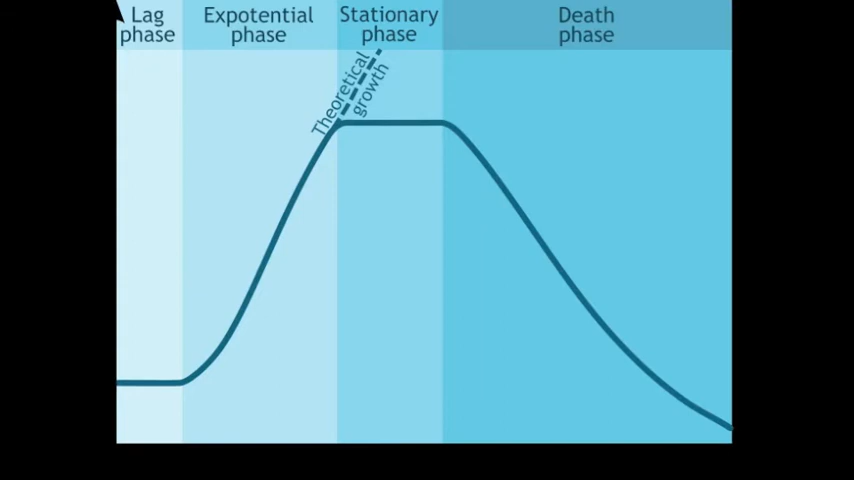 Lag
phase
Expotential
phase
Stationary
phase
Death
phase
Theoretical
growth